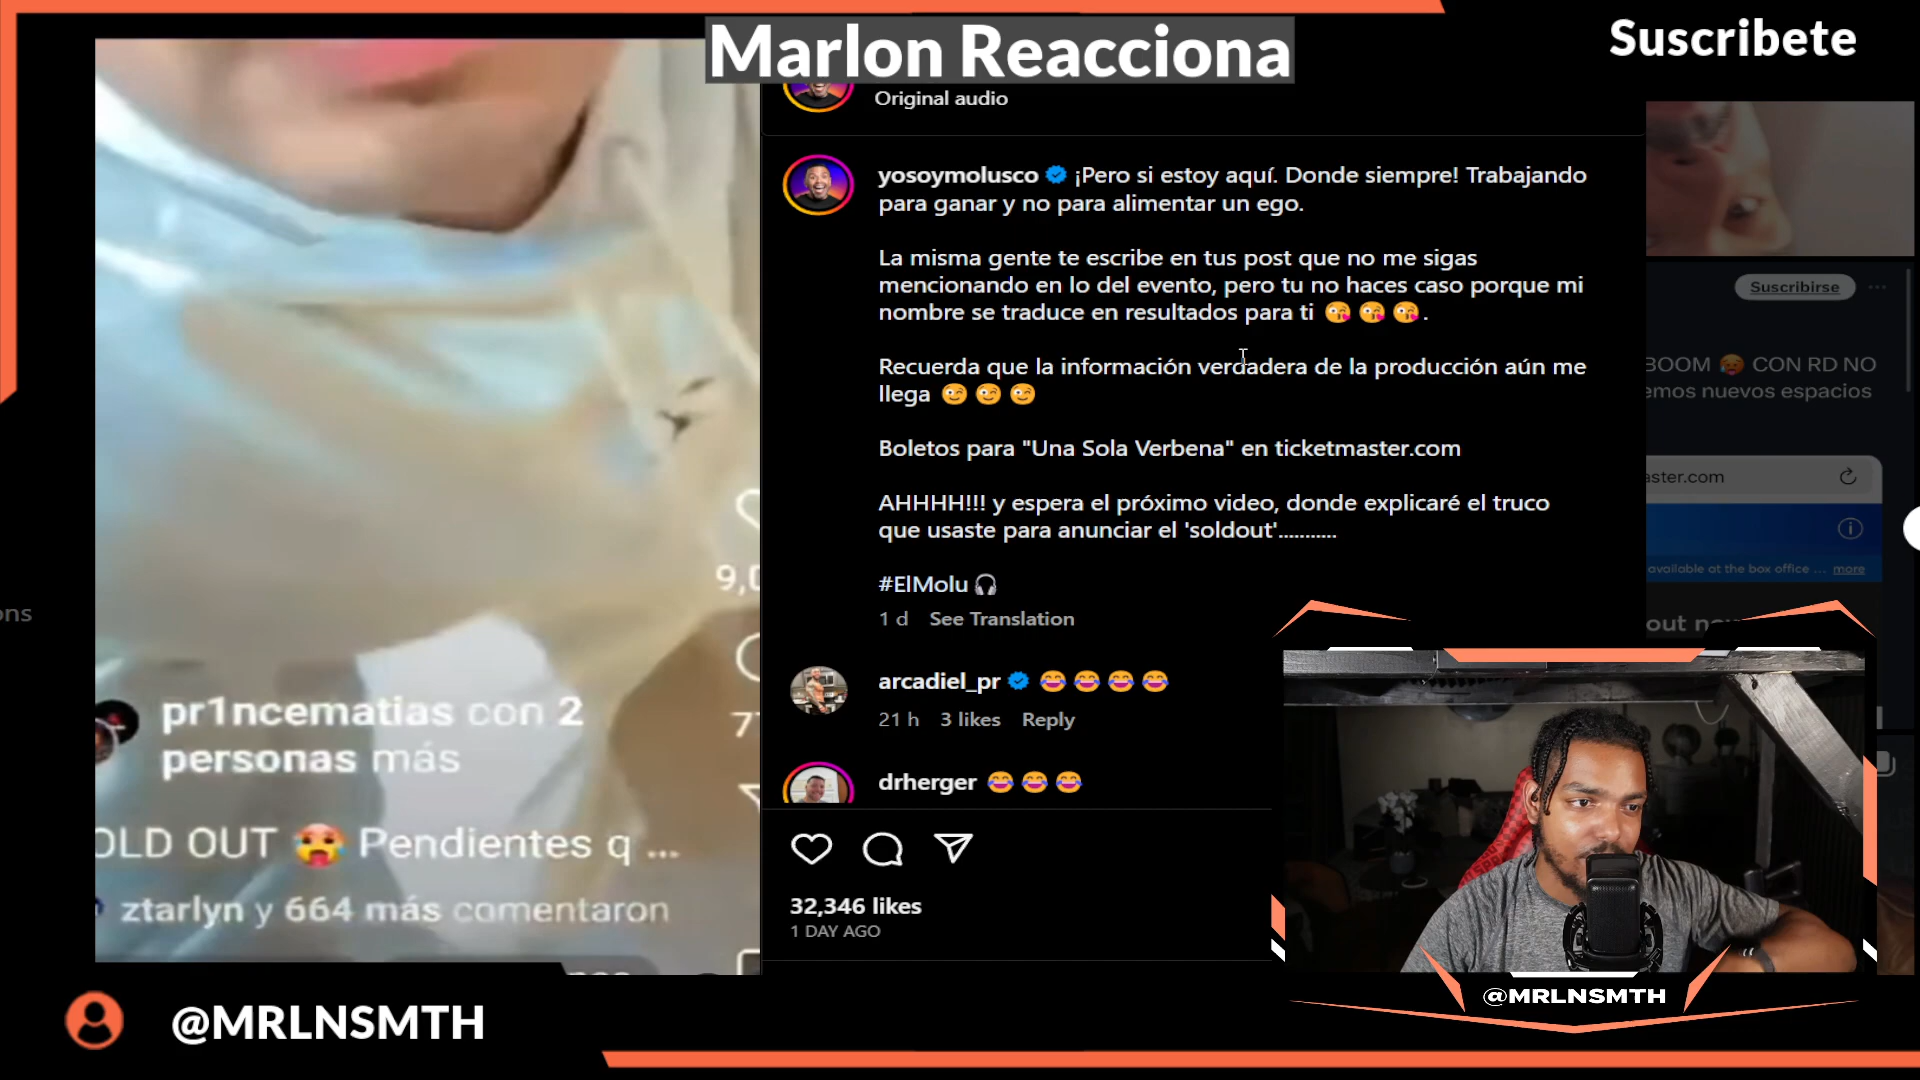 Marlon Reacciona
Suscribete
Original audio
yosoymolusco ¡Pero si estoy aquí. Donde siempre! Trabajando
para ganar y no para alimentar un ego.
La misma gente te escribe en tus post que no me sigas
mencionando en lo del evento, pero tu no haces caso porque mi
nombre se traduce en resultados para ti 😘 😘 😘.
Recuerda que la información verdadera de la producción aún me
llega 😉 😉 😉
Boletos para "Una Sola Verbena" en ticketmaster.com
AHHHH!!! y espera el próximo video, donde explicaré el truco
que usaste para anunciar el 'soldout'...........
#ElMolu 🎧
1 d See Translation
arcadiel_pr 😂 😂 😂 😂
21 h 3 likes Reply
drherger 😂 😂 😂
32,346 likes
1 DAY AGO
pr1ncematias con 2
personas más
OLD OUT 🥵 Pendientes q ...
ztarlyn y 664 más comentaron
Suscribirse
BOOM 🥵 CON RD NO
emos nuevos espacios
aster.com
available at the box office ... more
out
@MRLNSMTH
@MRLNSMTH